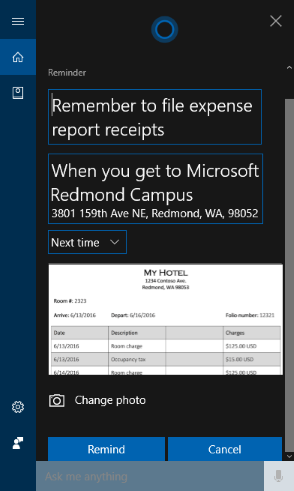 Reminder
Remember to file expense
report receipts
When you get to Microsoft
Redmond Campus
3801 159th Ave NE, Redmond, WA, 98052
Next time
MY HOTEL
1234 Contoso Ave.
Redmond, WA 98053
Room #: 2323
Arrive: 6/13/2016 Depart: 6/16/2016 Folio number: 12321
Date Description Charges
6/13/2016 Room charge $125.00 USD
6/13/2016 Occupancy tax $15.00 USD
6/14/2016 Room charge $125.00 USD
Change photo
Remind Cancel
Ask me anything